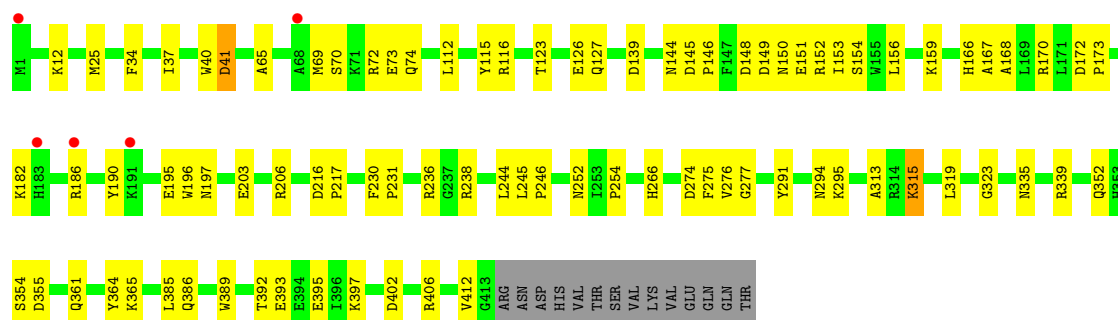 M1 K12 M25 F34 I37 W40 D41 A65 A68 M69 S70 K71 R72 E73 Q74 L112 Y115 R116 T123 E126 Q127 D139 N144 D145 P146 F147 D148 D149 N150 E151 R152 I153 S154 W155 L156 K159 H166 A167 A168 L169 R170 L171 D172 P173
K182 H183 R186 Y190 K191 E195 W196 N197 E203 R206 D216 P217 F230 P231 R236 G237 R238 L244 L245 P246 N252 I253 P254 H266 D274 F275 V276 G277 Y291 N294 K295 A313 R314 K315 L319 G323 N335 R339 Q352 H353
S354 D355 Q361 Y364 K365 L385 Q386 W389 T392 E393 E394 E395 I396 K397 D402 R406 V412 G413 ARG ASN ASP HIS VAL THR SER VAL LYS VAL GLU GLN GLN THR